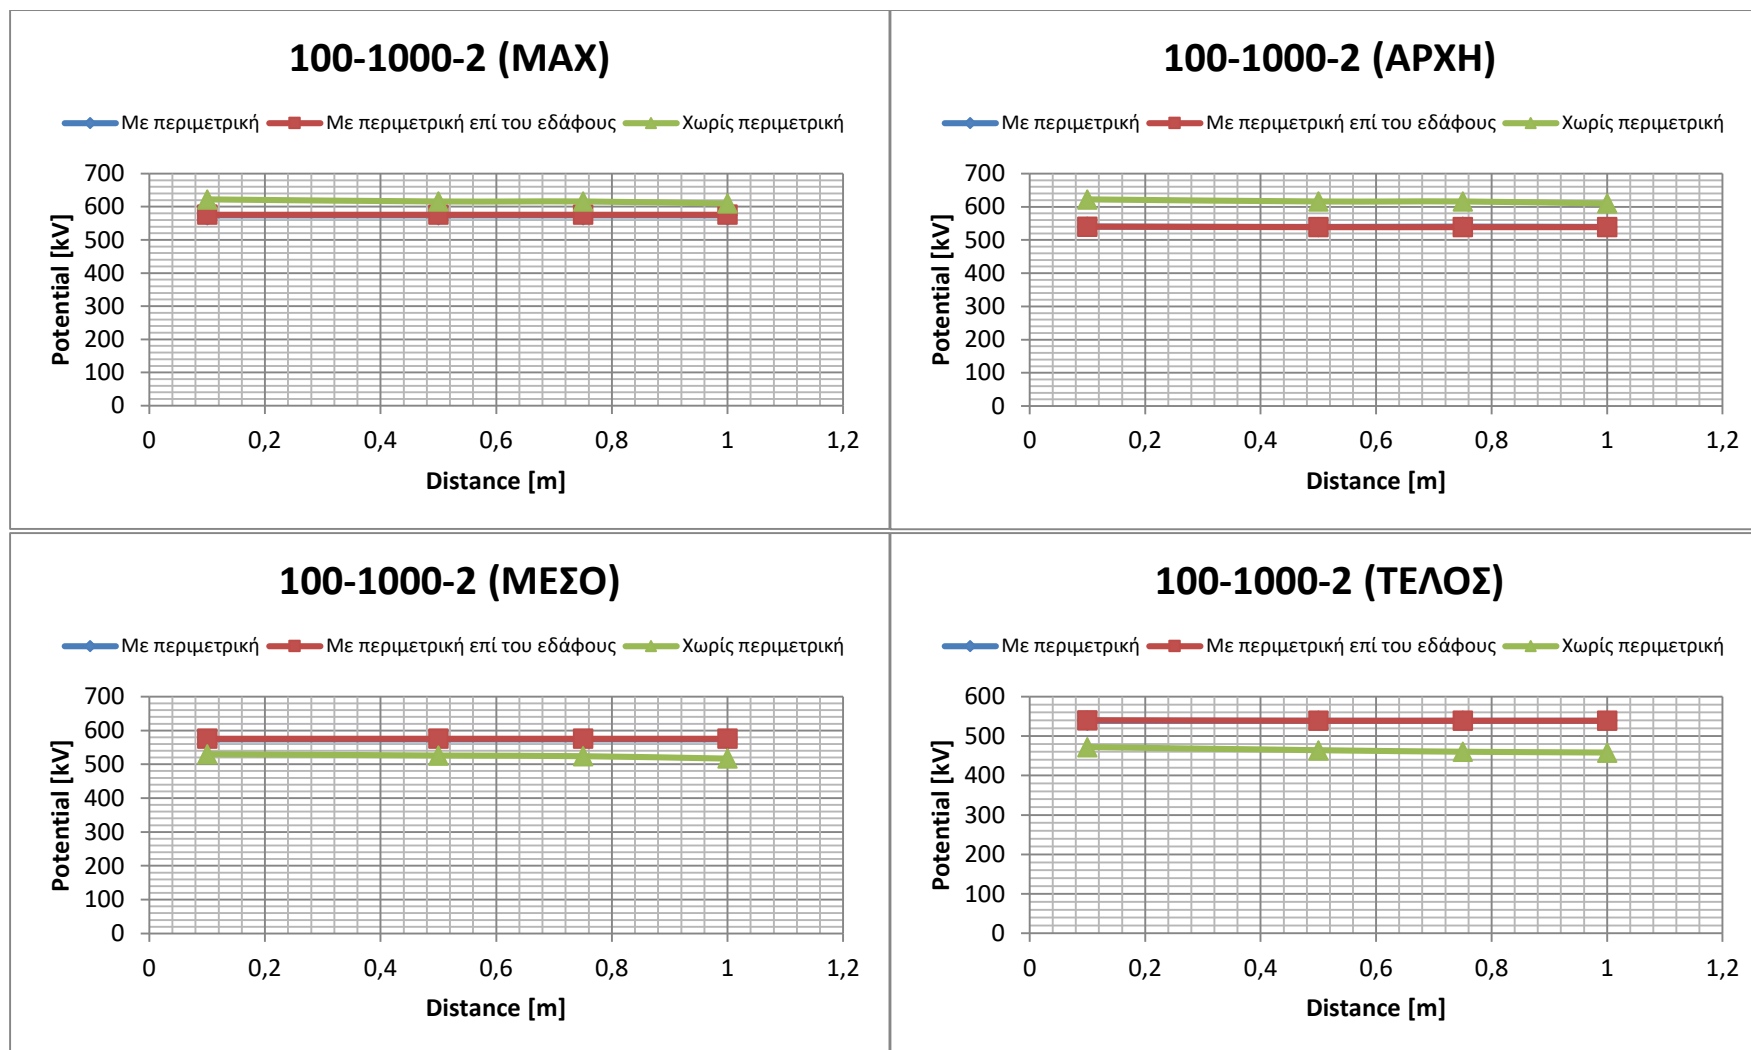 100-1000-2 (MAX)
Με περιμετρική Με περιμετρική επί του εδάφους Χωρίς περιμετρική
700
600
500
400
300
200
100
0
Potential [kV]
0 0,2 0,4 0,6 0,8 1 1,2
Distance [m]
100-1000-2 (ΑΡΧΗ)
Με περιμετρική Με περιμετρική επί του εδάφους Χωρίς περιμετρική
700
600
500
400
300
200
100
0
Potential [kV]
0 0,2 0,4 0,6 0,8 1 1,2
Distance [m]
100-1000-2 (ΜΕΣΟ)
Με περιμετρική Με περιμετρική επί του εδάφους Χωρίς περιμετρική
700
600
500
400
300
200
100
0
Potential [kV]
0 0,2 0,4 0,6 0,8 1 1,2
Distance [m]
100-1000-2 (ΤΕΛΟΣ)
Με περιμετρική Με περιμετρική επί του εδάφους Χωρίς περιμετρική
600
500
400
300
200
100
0
Potential [kV]
0 0,2 0,4 0,6 0,8 1 1,2
Distance [m]